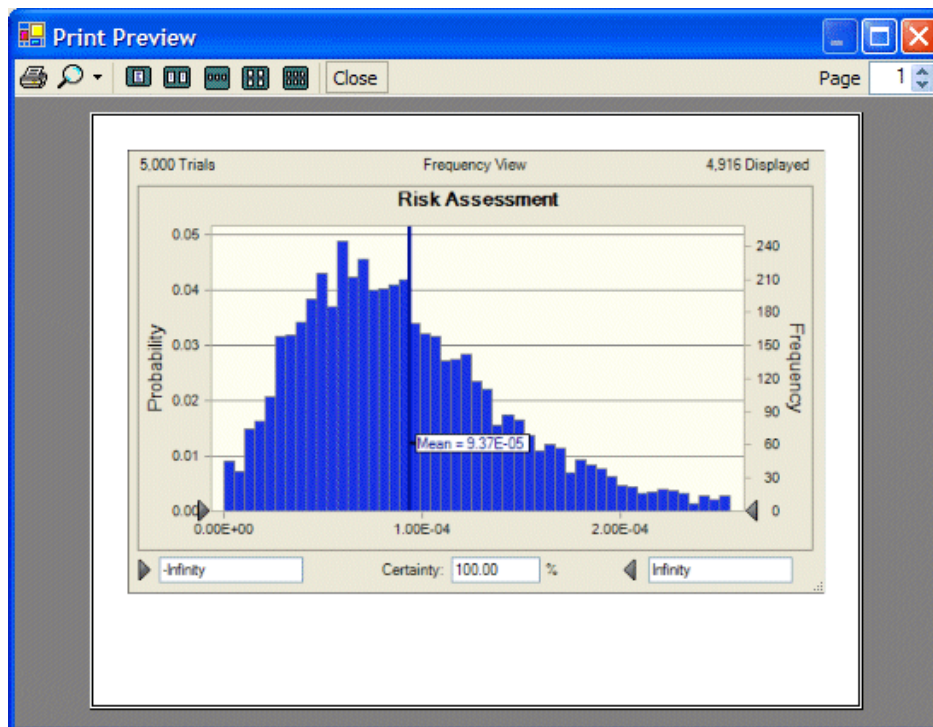 Print Preview
Close
Page 1
5,000 Trials Frequency View 4,916 Displayed
Risk Assessment
0.05
0.04
0.03
0.02
0.01
0.00
Probability
240
210
180
150
120
90
60
30
0
Frequency
Mean = 9.37E-05
0.00E+00 1.00E-04 2.00E-04
-Infinity Certainty: 100.00 % Infinity